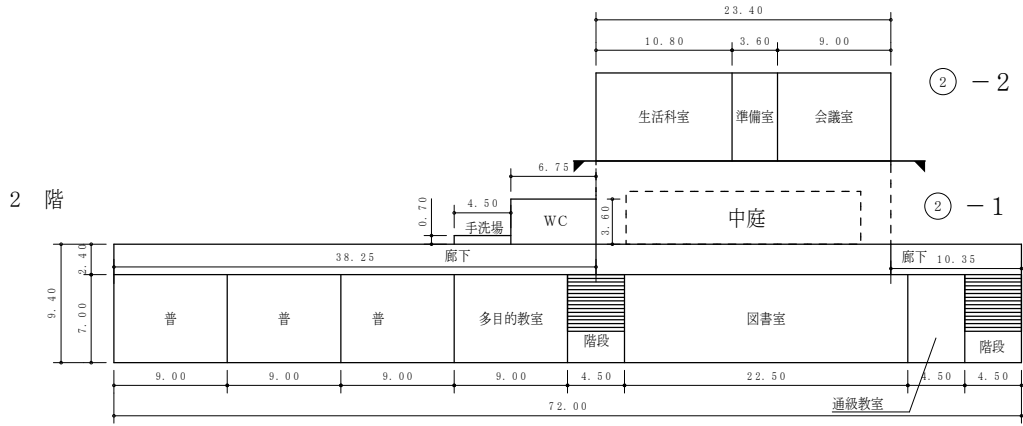 23.40
10.80
3.60
9.00
② －2
生活科室
準備室
会議室
6.75
2 階
4.50
0.70
手洗場
WC
3.60
中庭
② －1
38.25
廊下
廊下
10.35
2.40
9.40
7.00
普
普
普
多目的教室
階段
図書室
階段
9.00
9.00
9.00
9.00
4.50
22.50
4.50
4.50
通級教室
72.00